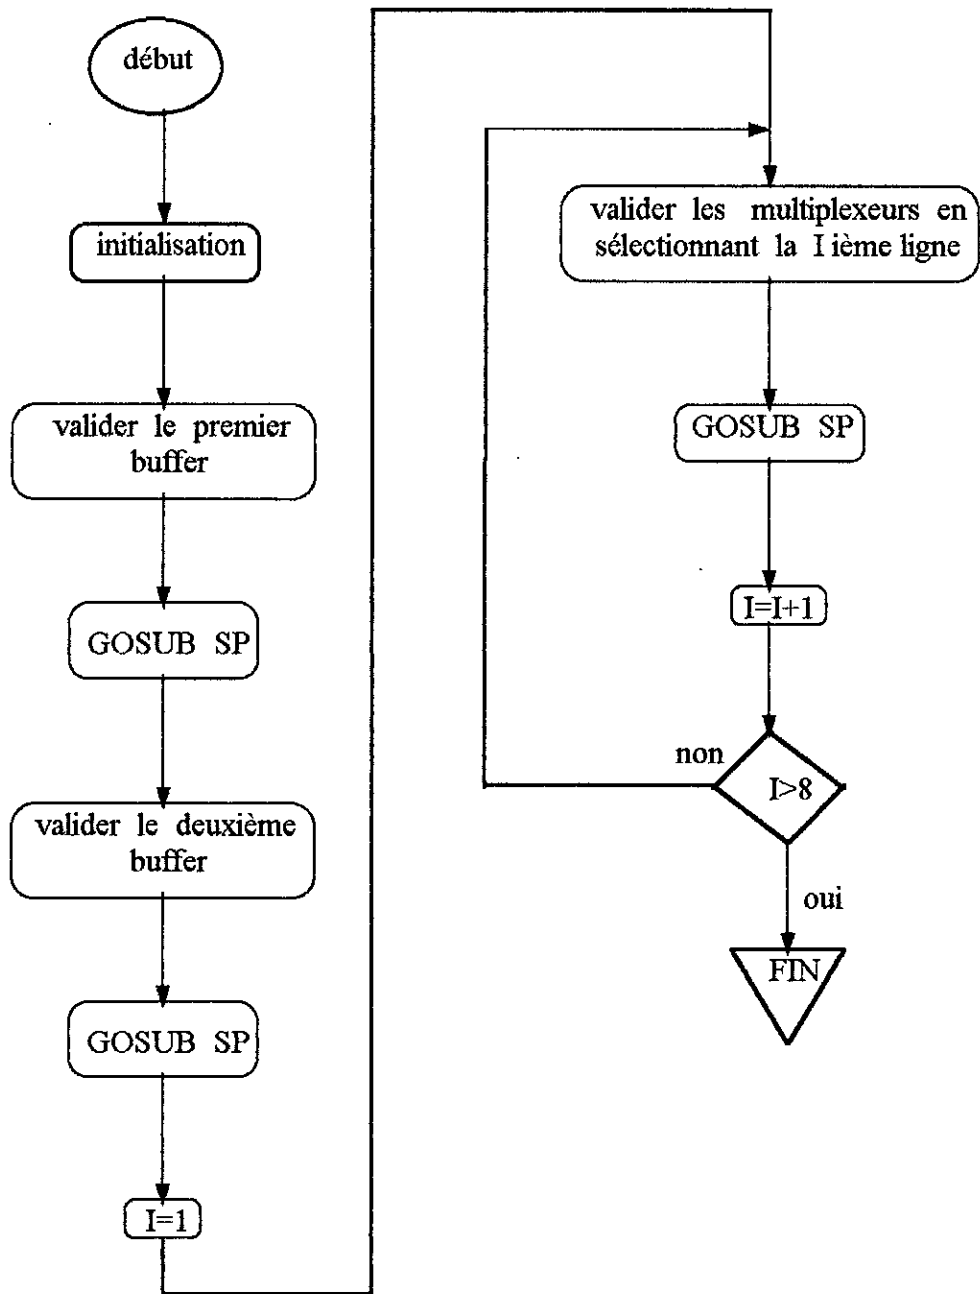 début
initialisation
valider le premier
buffer
GOSUB SP
valider le deuxième
buffer
GOSUB SP
I=1
valider les multiplexeurs en
sélectionnant la I ième ligne
GOSUB SP
I=I+1
non
I>8
oui
FIN